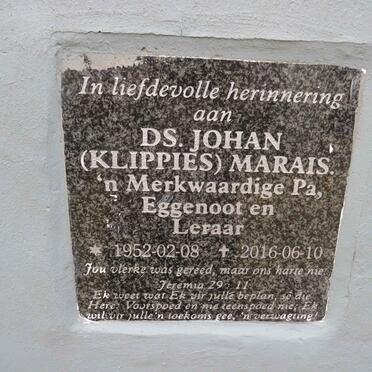 In liefdevolle herinnering
aan
DS. JOHAN
(KLIPPIES) MARAIS.
'n Merkwaardige Pa,
Eggenoot en
Leraar
* 1952-02-08 ✝ 2016-06-10
Jou vlerke was gereed, maar ons harte nie.
Jeremia 29 : 11
Ek weet wat Ek vir julle beplan, sê die
Here: Voorspoed en nie teenspoed nie, Ek
wil vir julle 'n toekoms gee, 'n verwagting!